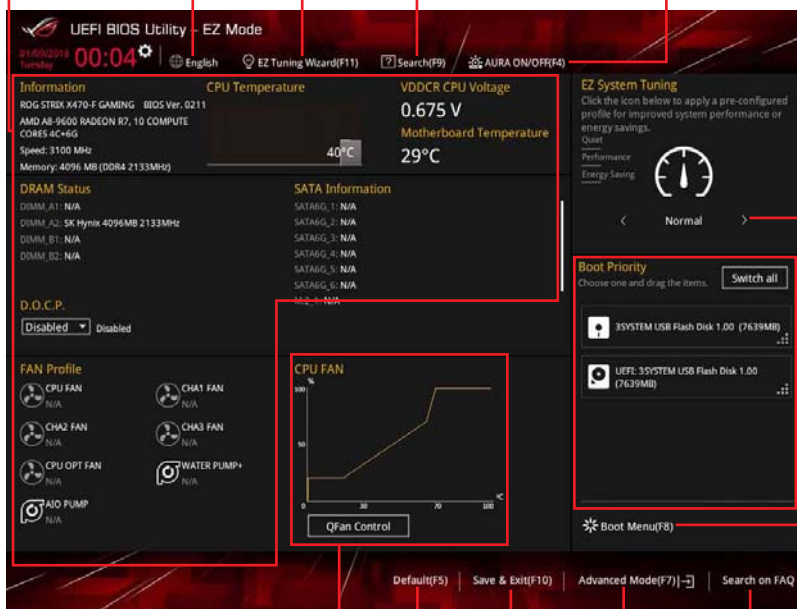 UEFI BIOS Utility – EZ Mode
01/09/2018
Tuesday
00:04
English
EZ Tuning Wizard(F11)
Search(F9)
AURA ON/OFF(F4)
Information
ROG STRIX X470-F GAMING BIOS Ver. 0211
AMD A8-9600 RADEON R7, 10 COMPUTE
CORES 4C+6G
Speed: 3100 MHz
Memory: 4096 MB (DDR4 2133MHz)
CPU Temperature
40°C
VDDCR CPU Voltage
0.675 V
Motherboard Temperature
29°C
EZ System Tuning
Click the icon below to apply a pre-configured
profile for improved system performance or
energy savings.
Quiet
Performance
Energy Saving
Normal
DRAM Status
DIMM_A1: N/A
DIMM_A2: SK Hynix 4096MB 2133MHz
DIMM_B1: N/A
DIMM_B2: N/A
SATA Information
SATA6G_1: N/A
SATA6G_2: N/A
SATA6G_3: N/A
SATA6G_4: N/A
SATA6G_5: N/A
SATA6G_6: N/A
M.2_1: N/A
D.O.C.P.
Disabled Disabled
Boot Priority
Choose one and drag the items.
Switch all
3SYSTEM USB Flash Disk 1.00 (7639MB)
UEFI: 3SYSTEM USB Flash Disk 1.00
(7639MB)
FAN Profile
CPU FAN
N/A
CHA1 FAN
N/A
CHA2 FAN
N/A
CHA3 FAN
N/A
CPU OPT FAN
N/A
WATER PUMP+
N/A
AIO PUMP
N/A
CPU FAN
%
100
50
0
30
70
100
°C
QFan Control
Boot Menu(F8)
Default(F5)
Save & Exit(F10)
Advanced Mode(F7)
Search on FAQ